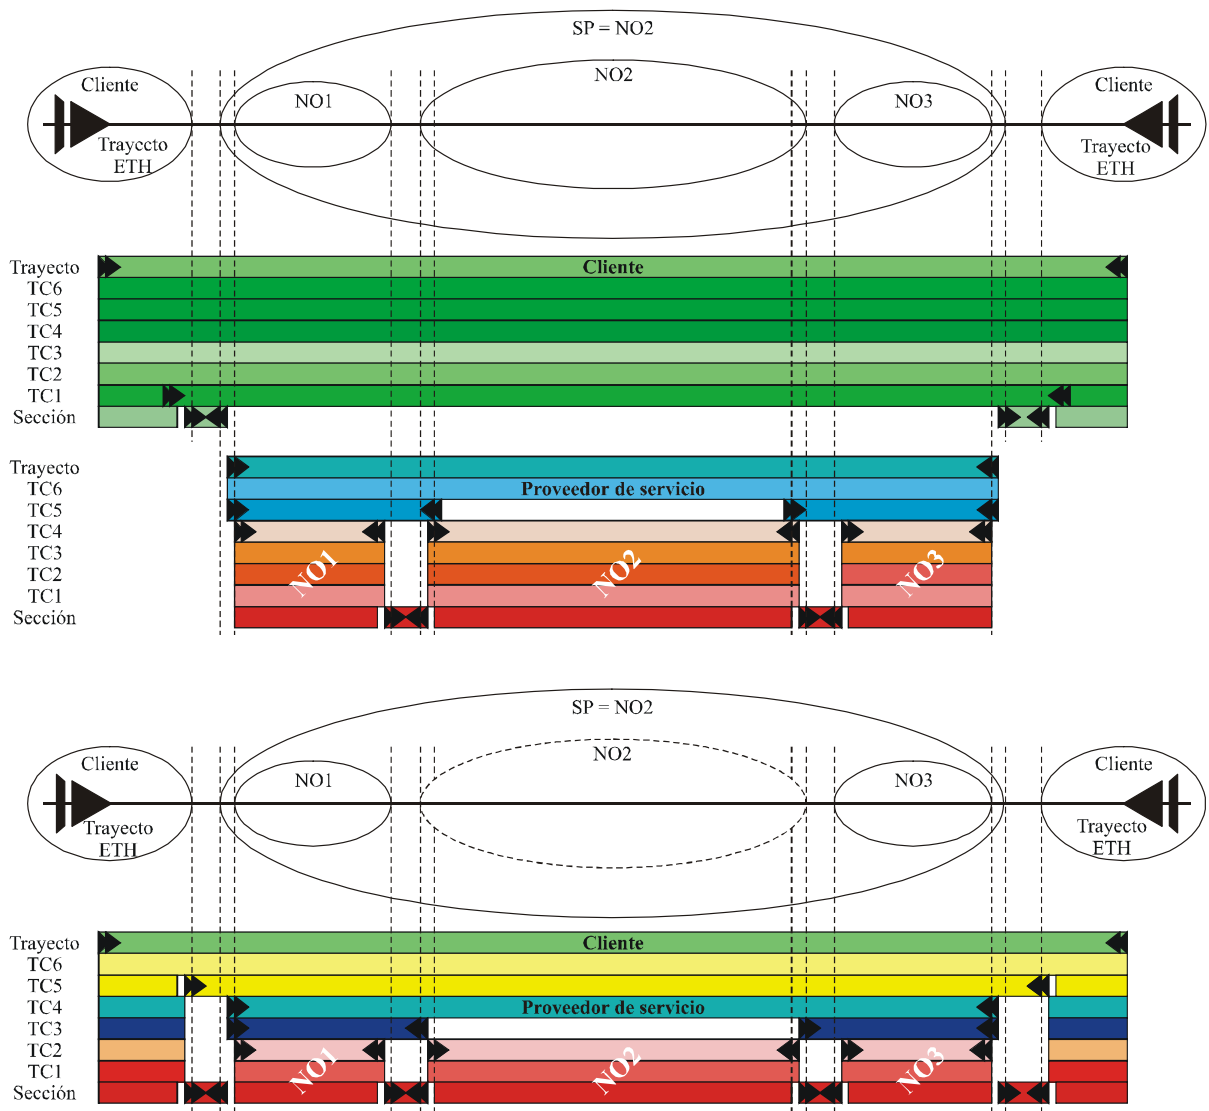 SP = NO2
Cliente
NO1
NO2
NO3
Cliente
Trayecto
ETH
Trayecto
ETH
Trayecto
Cliente
TC6
TC5
TC4
TC3
TC2
TC1
Sección
Trayecto
TC6
Proveedor de servicio
TC5
TC4
TC3
NO1
NO2
NO3
TC2
TC1
Sección
SP = NO2
Cliente
NO1
NO2
NO3
Cliente
Trayecto
ETH
Trayecto
ETH
Trayecto
Cliente
TC6
TC5
TC4
Proveedor de servicio
TC3
TC2
NO1
NO2
NO3
TC1
Sección